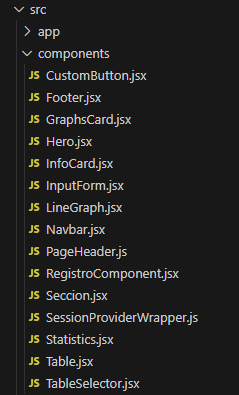 src
app
components
JS CustomButton.jsx
JS Footer.jsx
JS GraphsCard.jsx
JS Hero.jsx
JS InfoCard.jsx
JS InputForm.jsx
JS LineGraph.jsx
JS Navbar.jsx
JS PageHeader.js
JS RegistroComponent.jsx
JS Seccion.jsx
JS SessionProviderWrapper.js
JS Statistics.jsx
JS Table.jsx
JS TableSelector.jsx